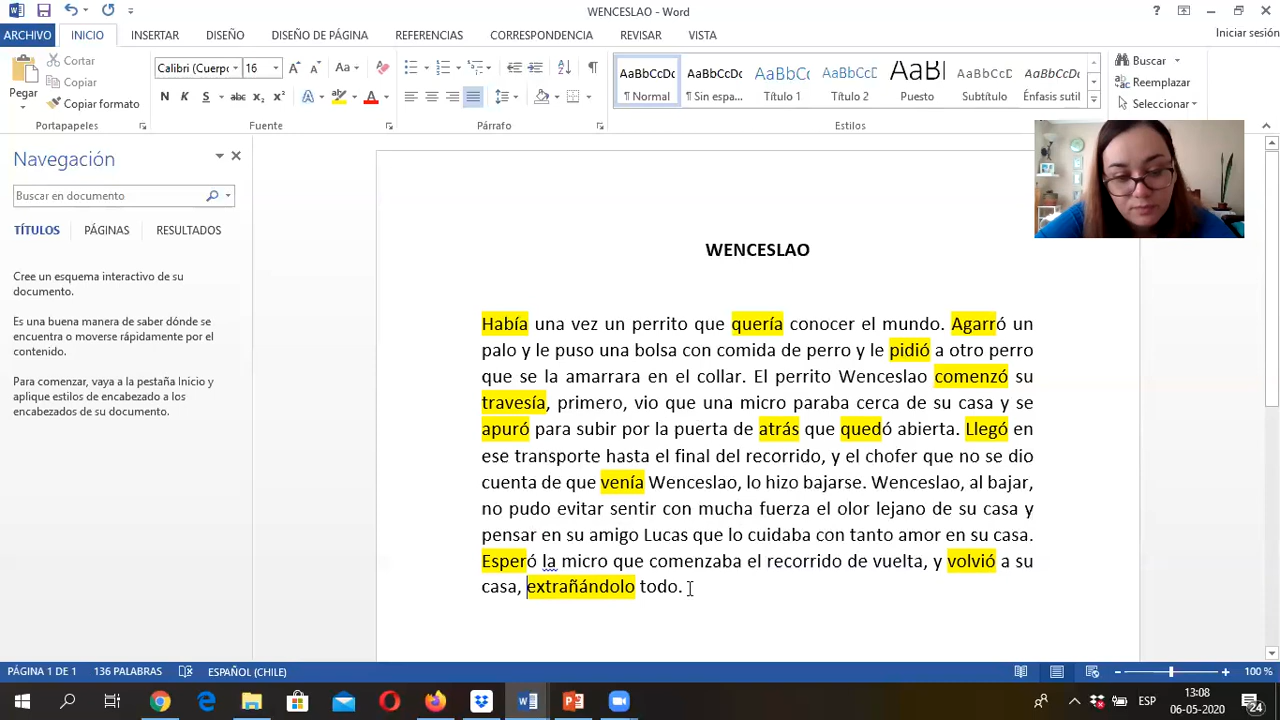 WENCESLAO - Word
ARCHIVO INICIO INSERTAR DISEÑO DISEÑO DE PÁGINA REFERENCIAS CORRESPONDENCIA REVISAR VISTA Iniciar sesión
Pegar
Cortar
Copiar
Copiar formato
Calibri (Cuerpo 16
N K S abc x₂ x²
Portapapeles Fuente Párrafo Estilos
AaBbCcDc ¶ Normal
AaBbCcDc ¶ Sin espa...
AaBbCc Título 1
AaBbCcC Título 2
AaBb Puesto
AaBbCcD Subtítulo
AaBbCcDc Énfasis sutil
Buscar
Reemplazar
Seleccionar
Navegación
Buscar en documento
TÍTULOS PÁGINAS RESULTADOS
Cree un esquema interactivo de su
documento.
Es una buena manera de saber dónde se
encuentra o moverse rápidamente por el
contenido.
Para comenzar, vaya a la pestaña Inicio y
aplique estilos de encabezado a los
encabezados de su documento.
WENCESLAO
Había una vez un perrito que quería conocer el mundo. Agarró un
palo y le puso una bolsa con comida de perro y le pidió a otro perro
que se la amarrara en el collar. El perrito Wenceslao comenzó su
travesía, primero, vio que una micro paraba cerca de su casa y se
apuró para subir por la puerta de atrás que quedó abierta. Llegó en
ese transporte hasta el final del recorrido, y el chofer que no se dio
cuenta de que venía Wenceslao, lo hizo bajarse. Wenceslao, al bajar,
no pudo evitar sentir con mucha fuerza el olor lejano de su casa y
pensar en su amigo Lucas que lo cuidaba con tanto amor en su casa.
Esperó la micro que comenzaba el recorrido de vuelta, y volvió a su
casa, extrañándolo todo.
PÁGINA 1 DE 1 136 PALABRAS ESPAÑOL (CHILE) 100 %
ESP
13:08
06-05-2020
24